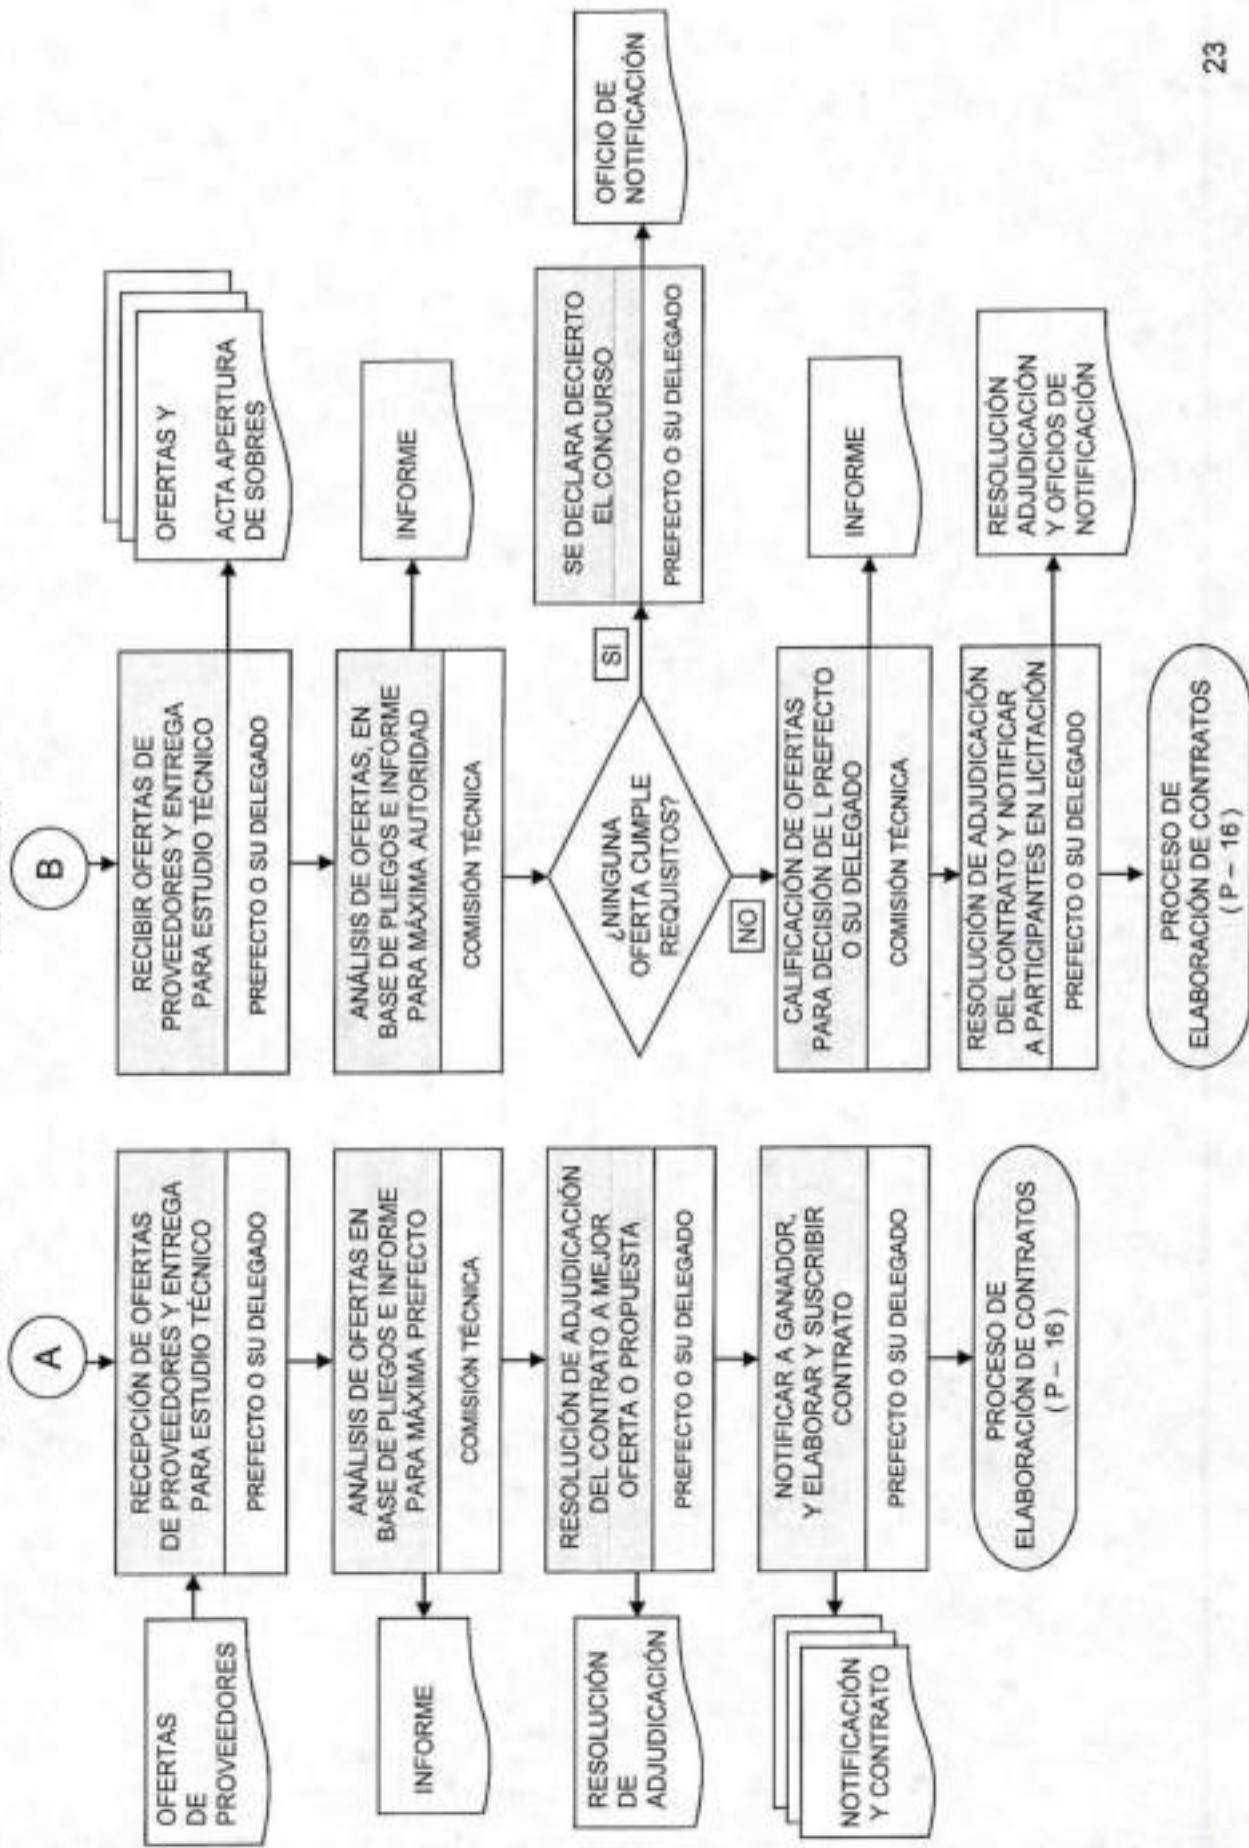 A
OFERTAS
DE
PROVEEDORES
RECEPCIÓN DE OFERTAS
DE PROVEEDORES Y ENTREGA
PARA ESTUDIO TÉCNICO
PREFECTO O SU DELEGADO
INFORME
ANÁLISIS DE OFERTAS EN
BASE DE PLIEGOS E INFORME
PARA MÁXIMA PREFECTO
COMISIÓN TÉCNICA
RESOLUCIÓN
DE
ADJUDICACIÓN
RESOLUCIÓN DE ADJUDICACIÓN
DEL CONTRATO A MEJOR
OFERTA O PROPUESTA
PREFECTO O SU DELEGADO
NOTIFICACIÓN
Y CONTRATO
NOTIFICAR A GANADOR,
Y ELABORAR Y SUSCRIBIR
CONTRATO
PREFECTO O SU DELEGADO
PROCESO DE
ELABORACIÓN DE CONTRATOS
( P – 16 )
B
RECIBIR OFERTAS DE
PROVEEDORES Y ENTREGA
PARA ESTUDIO TÉCNICO
PREFECTO O SU DELEGADO
OFERTAS Y
ACTA APERTURA
DE SOBRES
ANÁLISIS DE OFERTAS, EN
BASE DE PLIEGOS E INFORME
PARA MÁXIMA AUTORIDAD
COMISIÓN TÉCNICA
INFORME
¿NINGUNA
OFERTA CUMPLE
REQUISITOS?
SI
SE DECLARA DECIERTO
EL CONCURSO
PREFECTO O SU DELEGADO
OFICIO DE
NOTIFICACIÓN
NO
CALIFICACIÓN DE OFERTAS
PARA DECISIÓN DE L PREFECTO
O SU DELEGADO
COMISIÓN TÉCNICA
INFORME
RESOLUCIÓN DE ADJUDICACIÓN
DEL CONTRATO Y NOTIFICAR
A PARTICIPANTES EN LICITACIÓN
PREFECTO O SU DELEGADO
RESOLUCIÓN
ADJUDICACIÓN
Y OFICIOS DE
NOTIFICACIÓN
PROCESO DE
ELABORACIÓN DE CONTRATOS
( P – 16 )
23